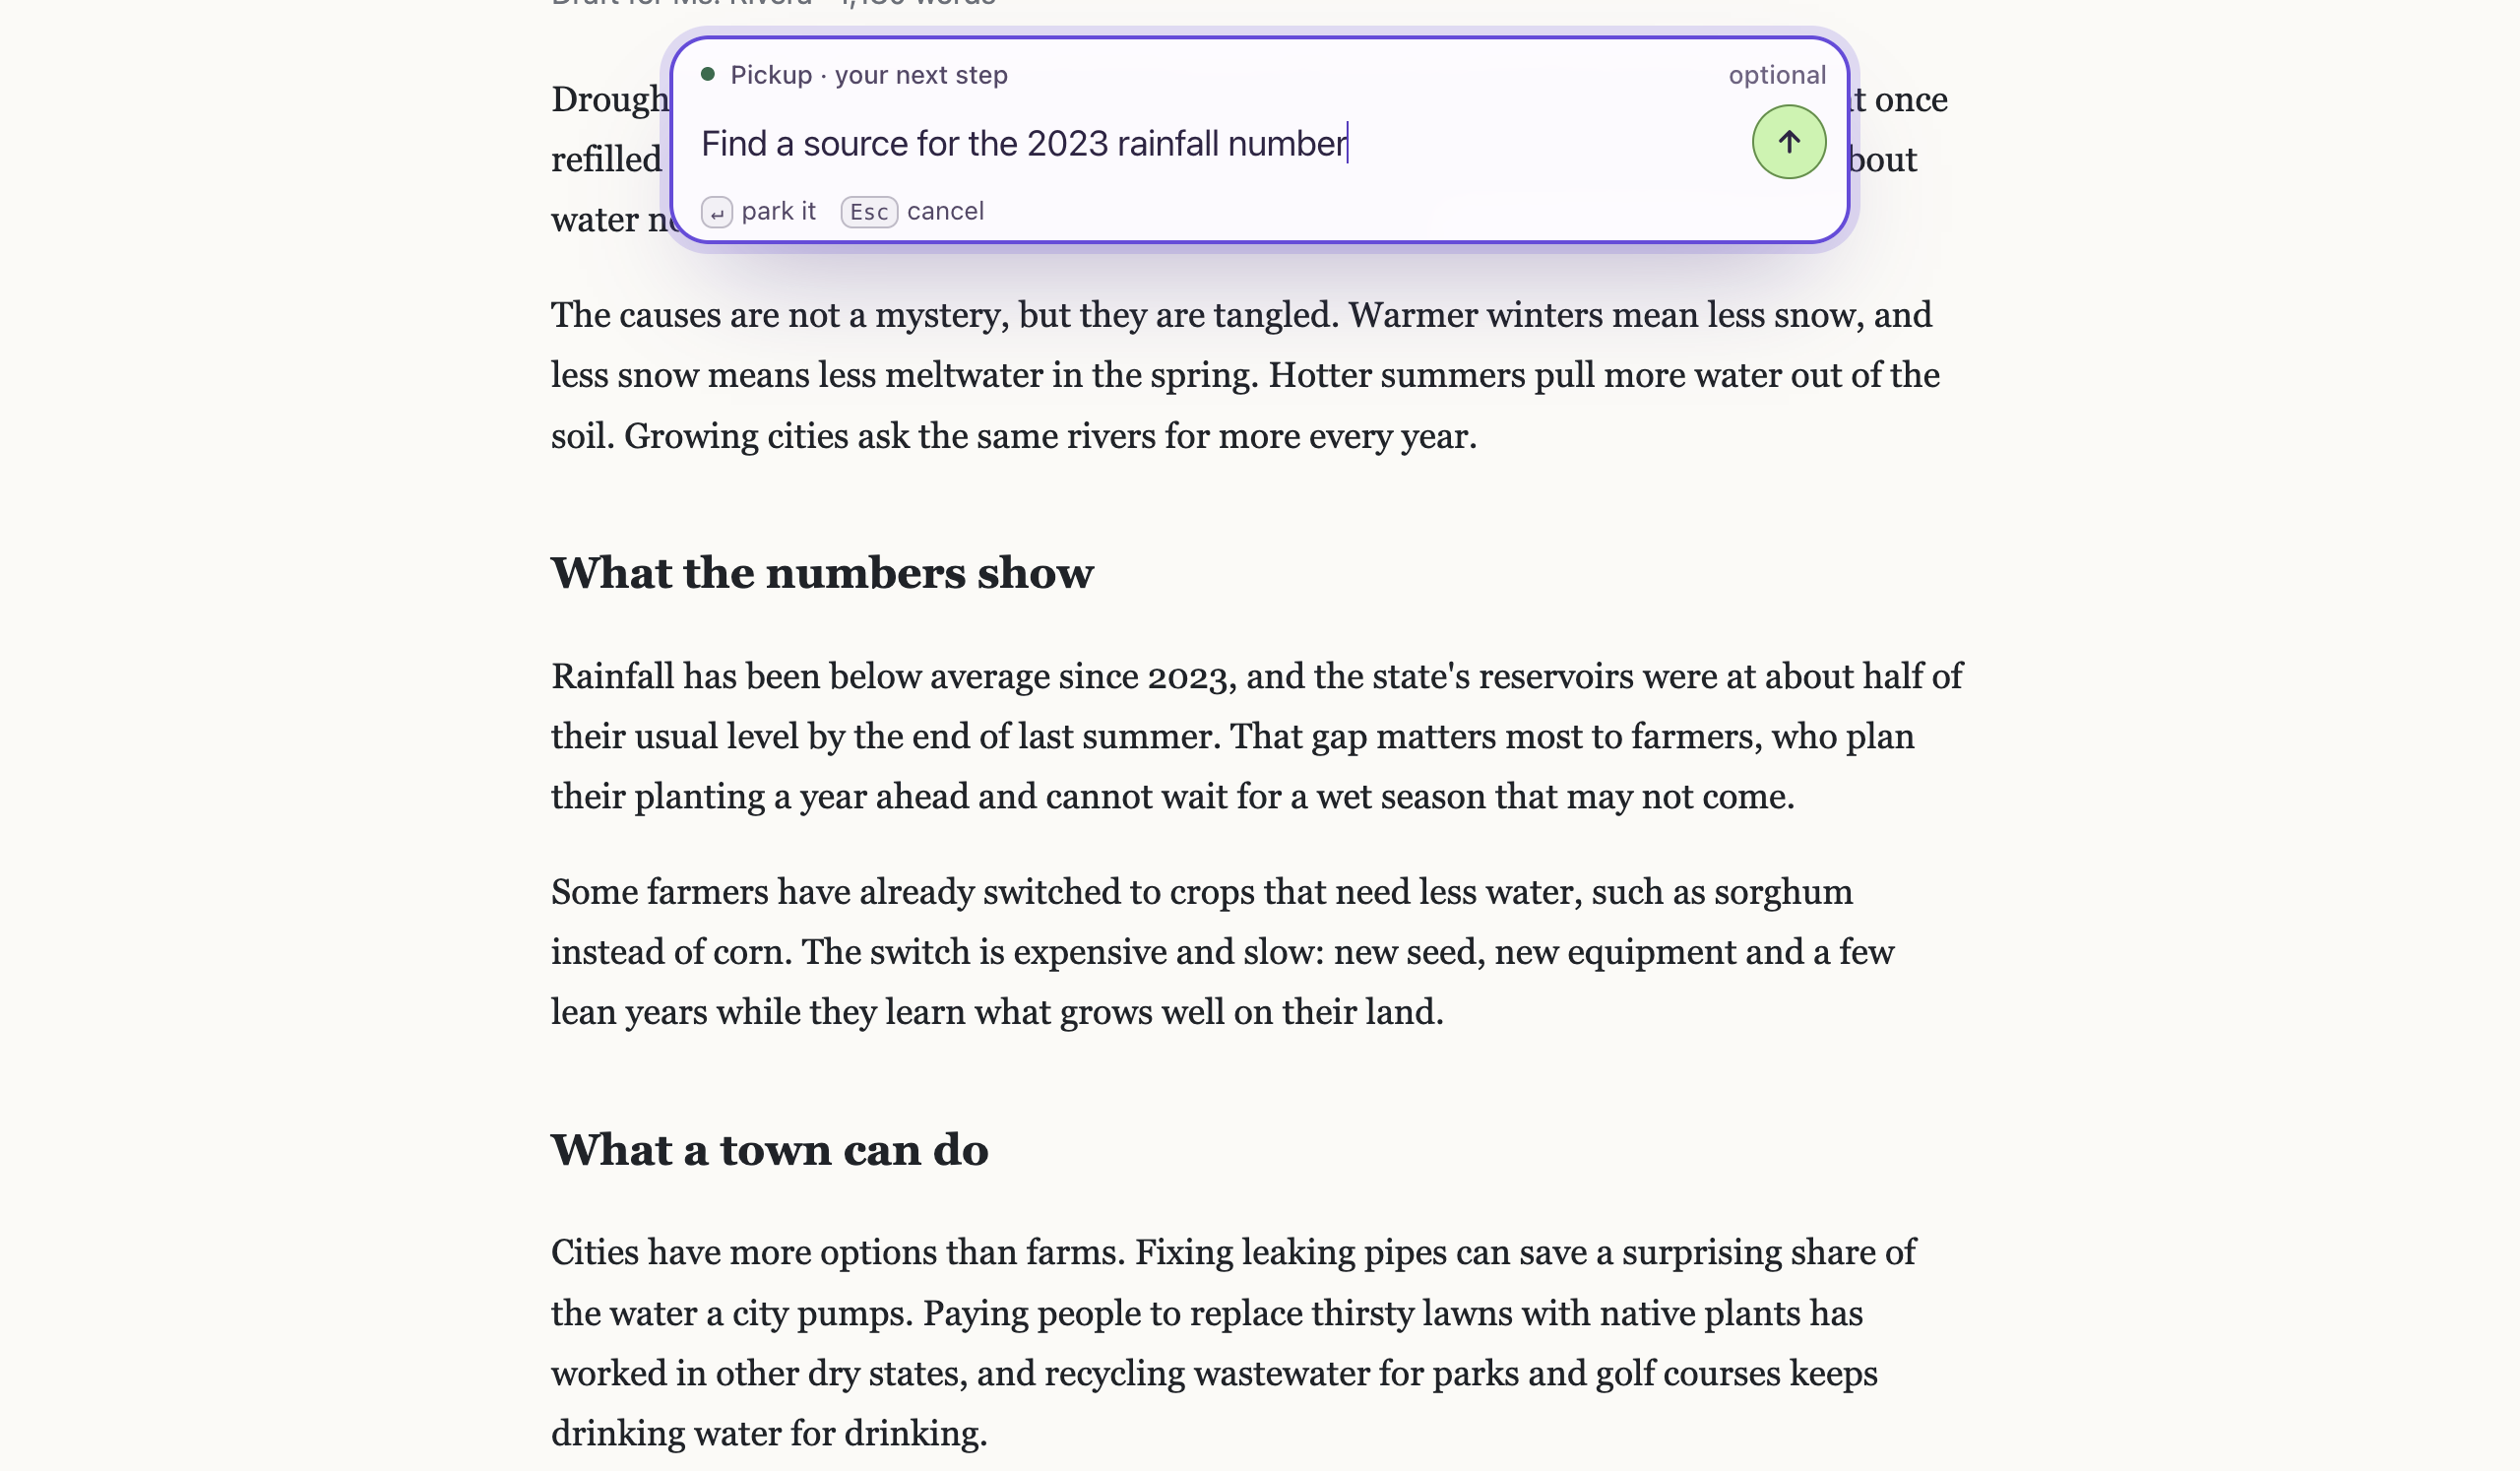 Pickup · your next step
optional
Find a source for the 2023 rainfall number
↵ park it Esc cancel
once
refilled
water
The causes are not a mystery, but they are tangled. Warmer winters mean less snow, and
less snow means less meltwater in the spring. Hotter summers pull more water out of the
soil. Growing cities ask the same rivers for more every year.
What the numbers show
Rainfall has been below average since 2023, and the state's reservoirs were at about half of
their usual level by the end of last summer. That gap matters most to farmers, who plan
their planting a year ahead and cannot wait for a wet season that may not come.
Some farmers have already switched to crops that need less water, such as sorghum
instead of corn. The switch is expensive and slow: new seed, new equipment and a few
lean years while they learn what grows well on their land.
What a town can do
Cities have more options than farms. Fixing leaking pipes can save a surprising share of
the water a city pumps. Paying people to replace thirsty lawns with native plants has
worked in other dry states, and recycling wastewater for parks and golf courses keeps
drinking water for drinking.